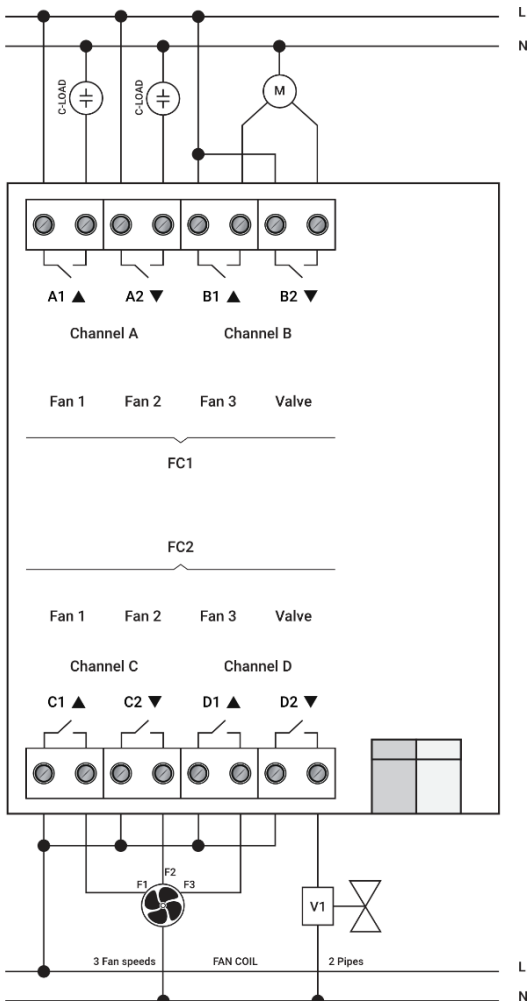 L
N
C-LOAD
C-LOAD
M
A1 ▲ A2 ▼ B1 ▲ B2 ▼
Channel A Channel B
Fan 1 Fan 2 Fan 3 Valve
FC1
FC2
Fan 1 Fan 2 Fan 3 Valve
Channel C Channel D
C1 ▲ C2 ▼ D1 ▲ D2 ▼
F2
F1 F3
V1
3 Fan speeds FAN COIL 2 Pipes
L
N